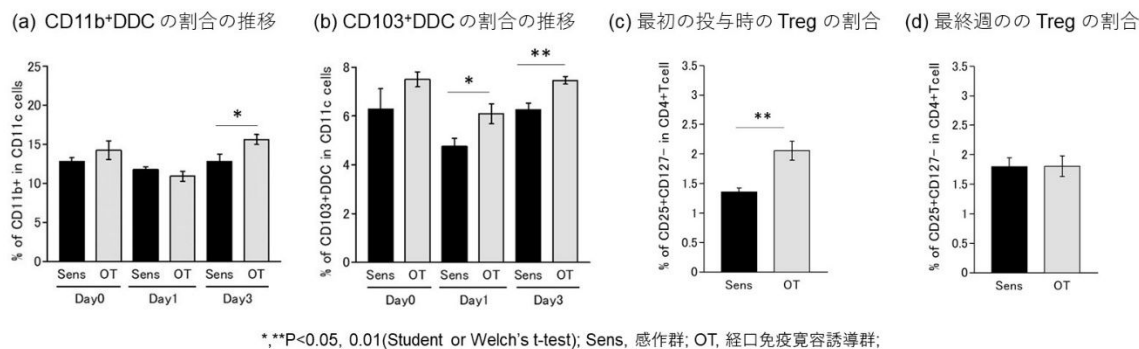 (a) CD11b⁺DDC の割合の推移
(b) CD103⁺DDC の割合の推移
(c) 最初の投与時の Treg の割合
(d) 最終週のの Treg の割合
% of CD11b+ in CD11c cells
25
20
15
10
5
0
*
Sens OT Sens OT Sens OT
Day0 Day1 Day3
% of CD103+DDC in CD11c cells
8
6
4
2
0
*
**
Sens OT Sens OT Sens OT
Day0 Day1 Day3
% of CD25+CD127- in CD4+Tcell
3.5
3
2.5
2
1.5
1
0.5
0
**
Sens OT
% of CD25+CD127- in CD4+Tcell
3.5
3
2.5
2
1.5
1
0.5
0
Sens OT
*,**P<0.05, 0.01(Student or Welch's t-test); Sens, 感作群; OT, 経口免疫寛容誘導群;